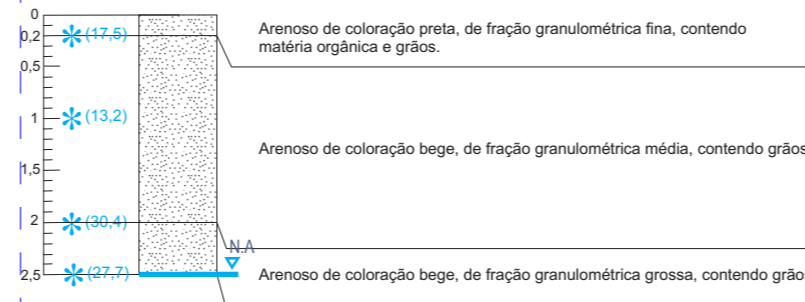 0
Arenoso de coloração preta, de fração granulométrica fina, contendo
matéria orgânica e grãos.
0,2
(17,5)
0,5
1
(13,2)
Arenoso de coloração bege, de fração granulométrica média, contendo grãos
1,5
2
(30,4)
N.A
2,5
(27,7)
Arenoso de coloração bege, de fração granulométrica grossa, contendo grãos